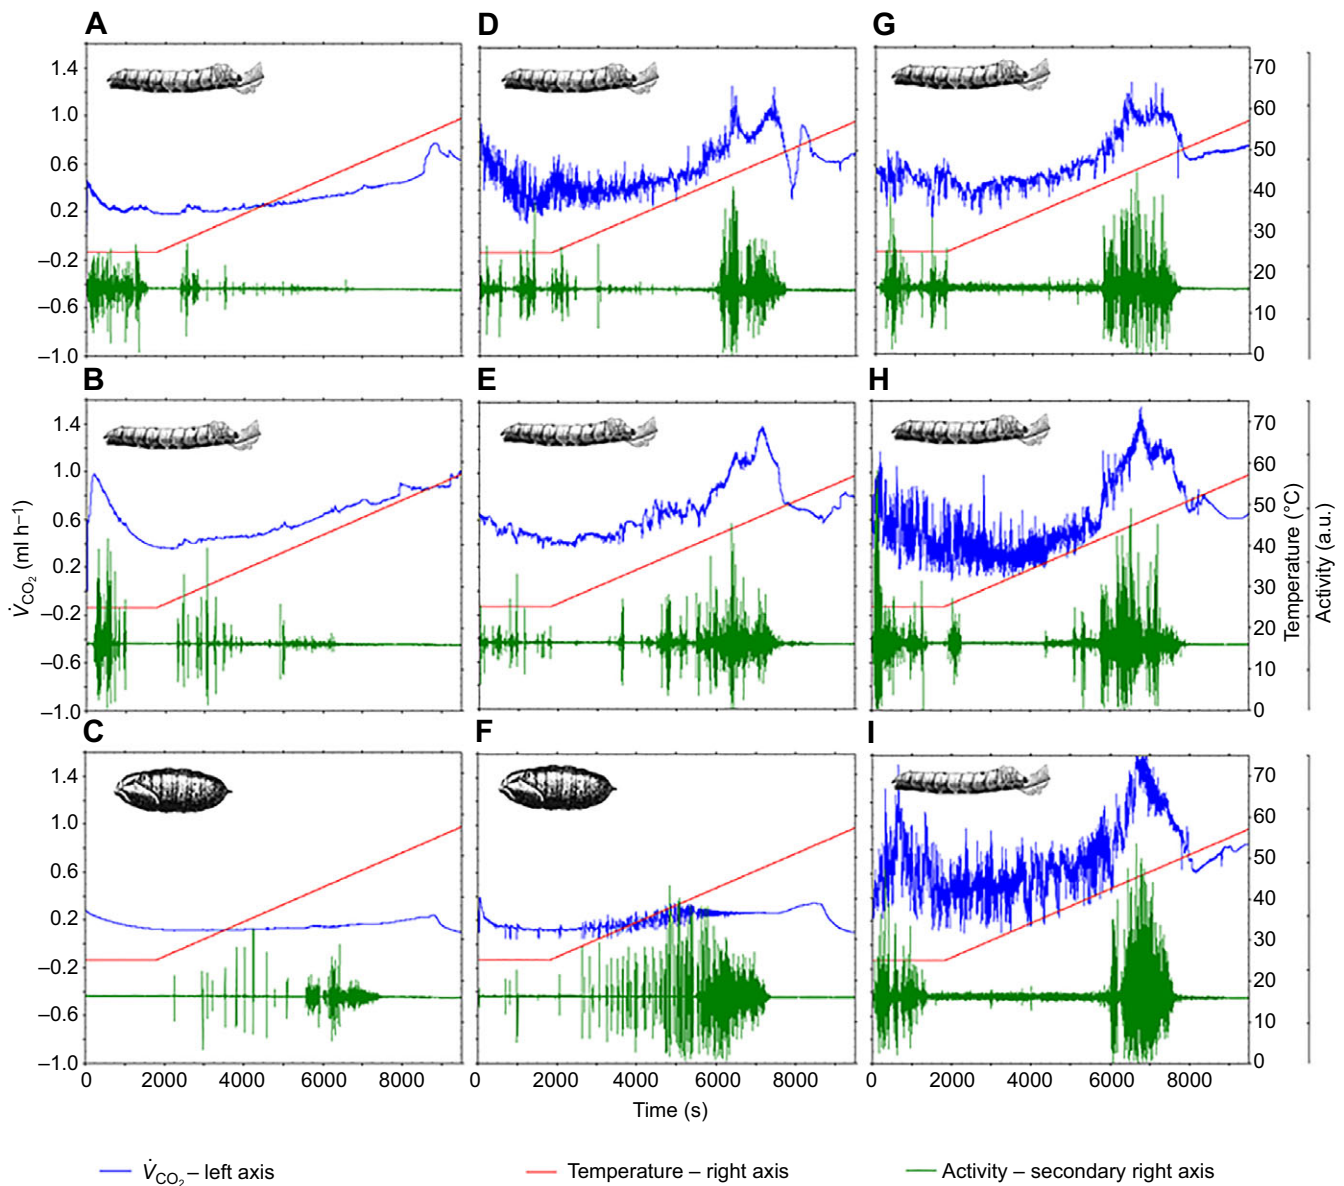 A
D
G
1.4
1.0
0.6
0.2
–0.2
–0.6
–1.0
70
60
50
40
30
20
10
0
B
E
H
1.4
1.0
0.6
0.2
–0.2
–0.6
–1.0
70
60
50
40
30
20
10
0
V̇CO₂ (ml h⁻¹)
Temperature (°C)
Activity (a.u.)
C
F
I
1.4
1.0
0.6
0.2
–0.2
–0.6
–1.0
70
60
50
40
30
20
10
0
0 2000 4000 6000 8000
0 2000 4000 6000 8000
0 2000 4000 6000 8000
Time (s)
V̇CO₂ – left axis
Temperature – right axis
Activity – secondary right axis